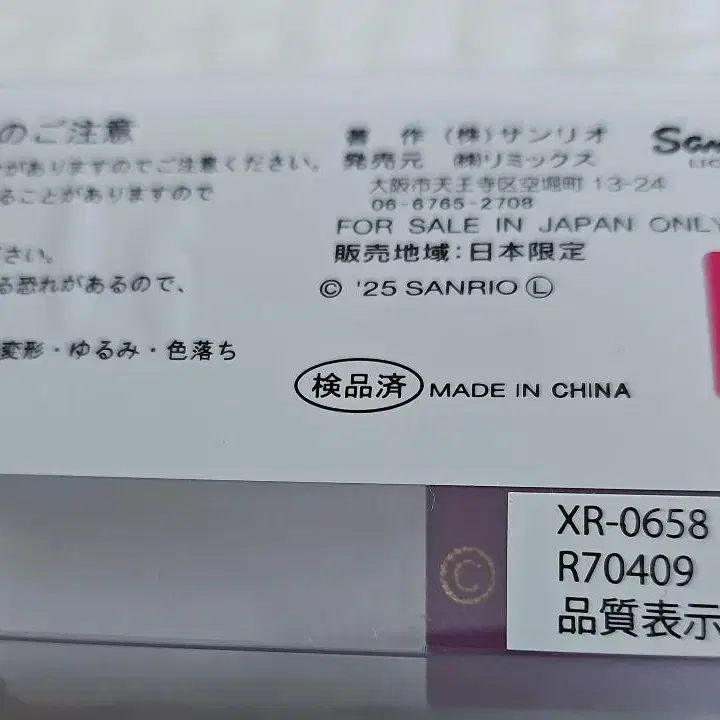 のご注意
がありますのでご注意ください。
ることがありますので
ださい。
る恐れがあるので、
変形・ゆるみ・色落ち
著 作 (株)サンリオ
発売元 ㈱リミックス
大阪市天王寺区空堀町 13-24
06-6765-2708
FOR SALE IN JAPAN ONLY
販売地域:日本限定
© '25 SANRIO Ⓛ
検品済 MADE IN CHINA
©
XR-0658
R70409
品質表示